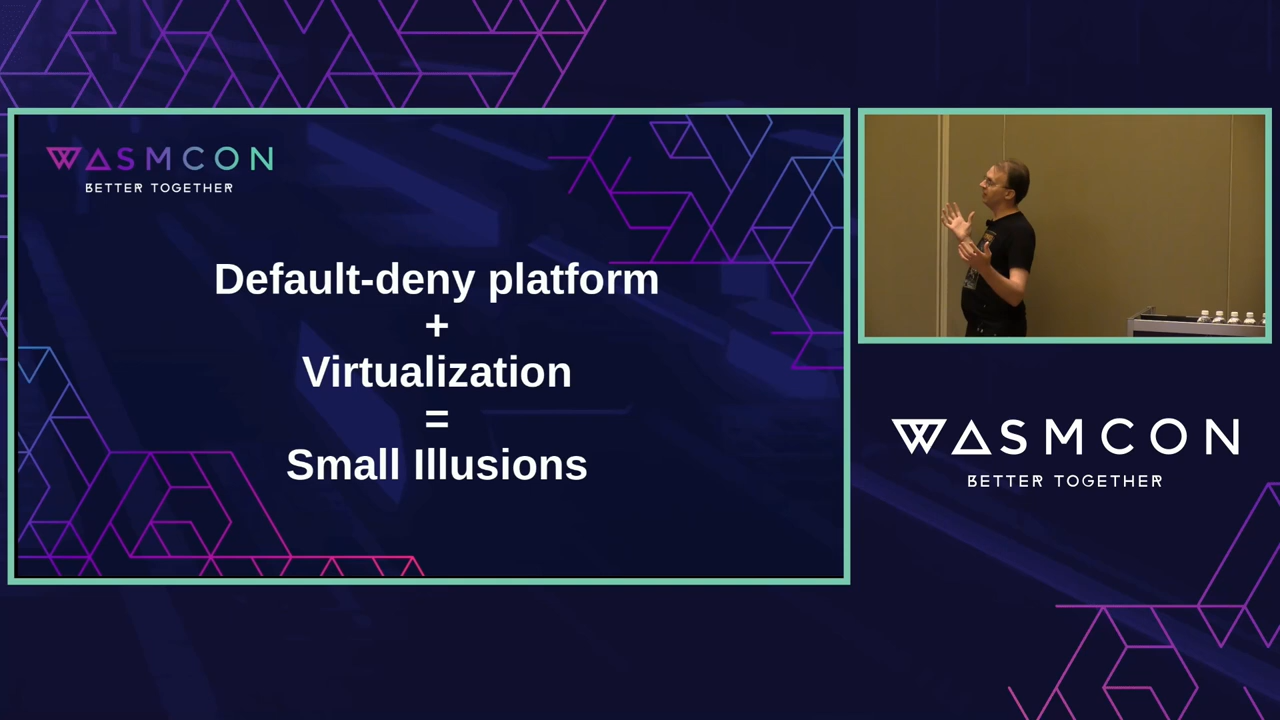 WASMCON
BETTER TOGETHER
Default-deny platform
+
Virtualization
=
Small Illusions
WASMCON
BETTER TOGETHER